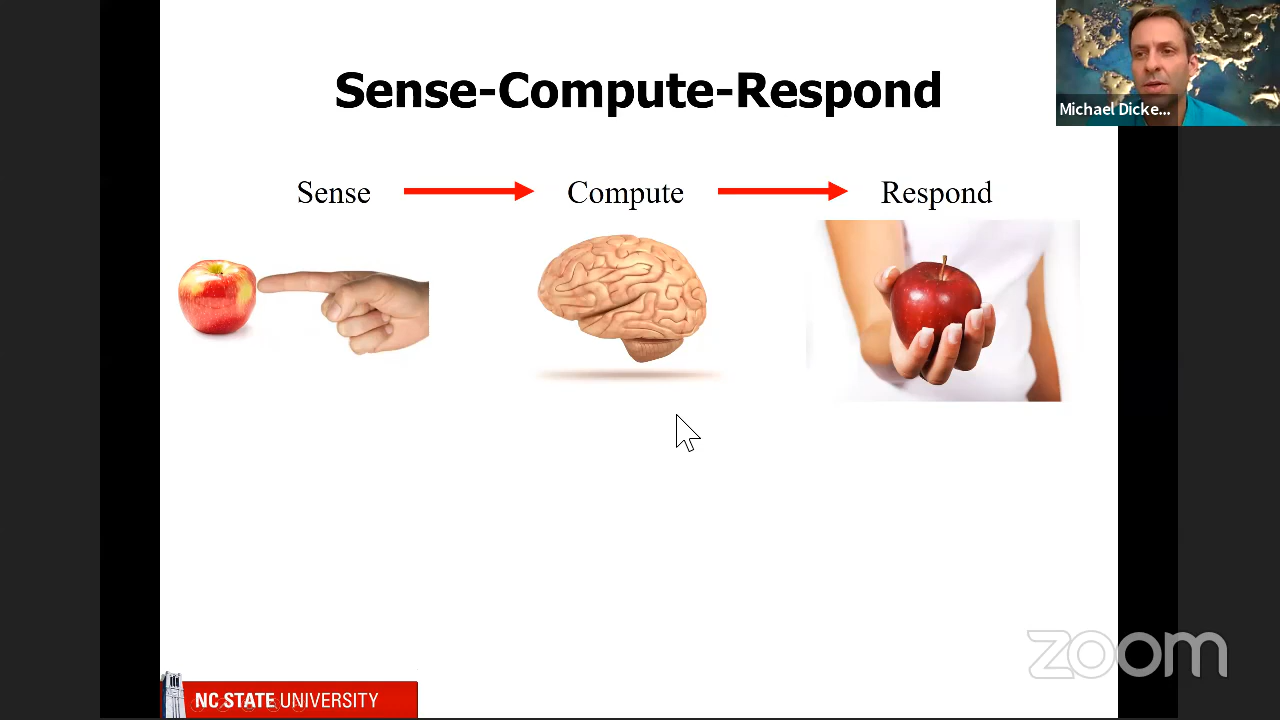 Sense-Compute-Respond
Michael Dicke...
Sense
Compute
Respond
zoom
NC STATE UNIVERSITY